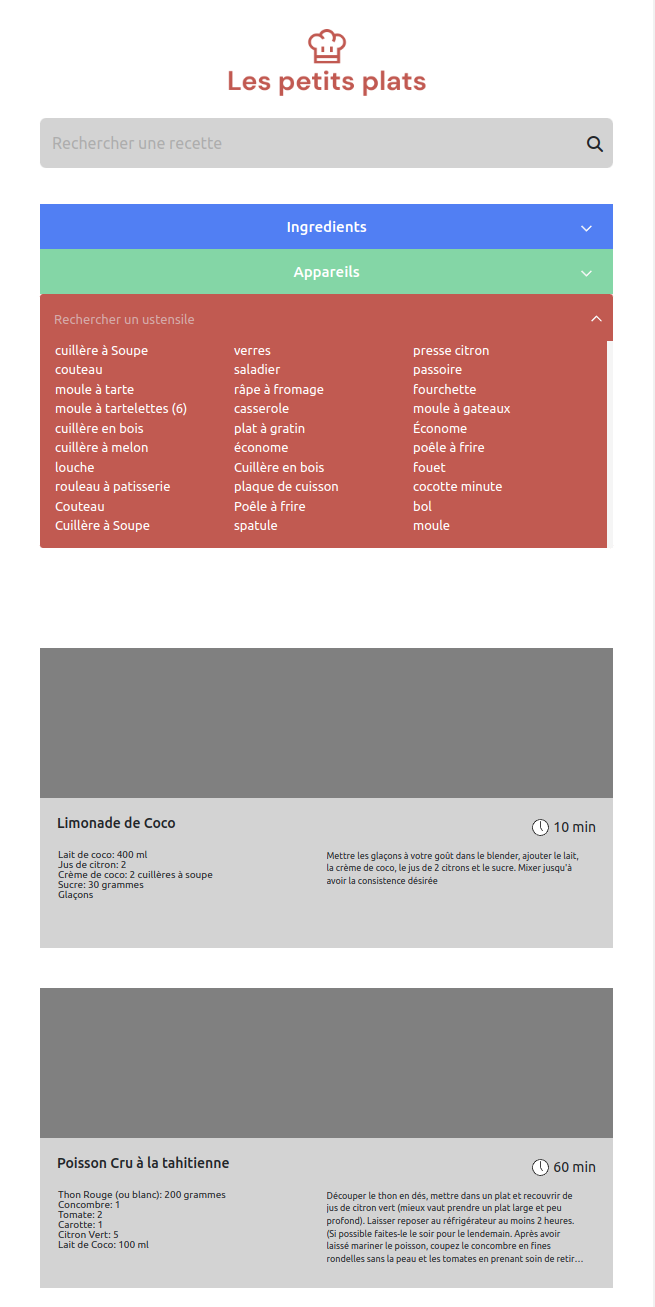 Les petits plats
Rechercher une recette
Ingredients
Appareils
Rechercher un ustensile
cuillère à Soupe verres presse citron
couteau saladier passoire
moule à tarte râpe à fromage fourchette
moule à tartelettes (6) casserole moule à gateaux
cuillère en bois plat à gratin Économe
cuillère à melon économe poêle à frire
louche Cuillère en bois fouet
rouleau à patisserie plaque de cuisson cocotte minute
Couteau Poêle à frire bol
Cuillère à Soupe spatule moule
Limonade de Coco
10 min
Lait de coco: 400 ml
Jus de citron: 2
Crème de coco: 2 cuillères à soupe
Sucre: 30 grammes
Glaçons
Mettre les glaçons à votre goût dans le blender, ajouter le lait,
la crème de coco, le jus de 2 citrons et le sucre. Mixer jusqu'à
avoir la consistence désirée
Poisson Cru à la tahitienne
60 min
Thon Rouge (ou blanc): 200 grammes
Concombre: 1
Tomate: 2
Carotte: 1
Citron Vert: 5
Lait de Coco: 100 ml
Découper le thon en dés, mettre dans un plat et recouvrir de
jus de citron vert (mieux vaut prendre un plat large et peu
profond). Laisser reposer au réfrigérateur au moins 2 heures.
(Si possible faites-le le soir pour le lendemain. Après avoir
laissé mariner le poisson, coupez le concombre en fines
rondelles sans la peau et les tomates en prenant soin de retir…